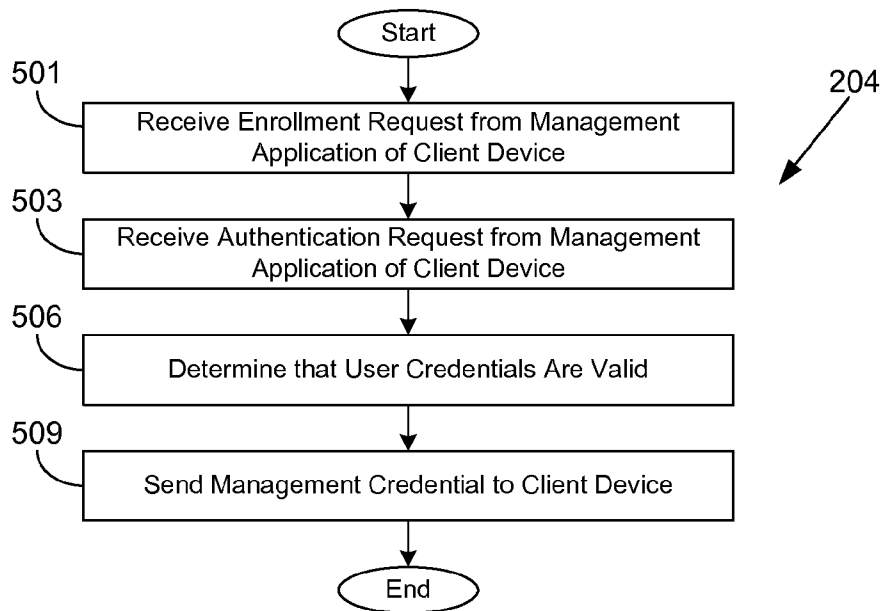 Start
501
204
Receive Enrollment Request from Management
Application of Client Device
503
Receive Authentication Request from Management
Application of Client Device
506
Determine that User Credentials Are Valid
509
Send Management Credential to Client Device
End